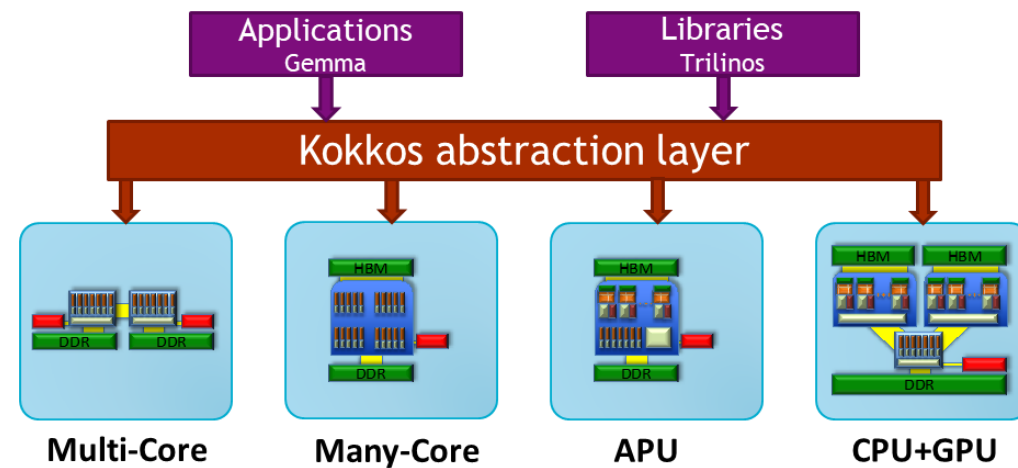 Applications
Gemma
Libraries
Trilinos
Kokkos abstraction layer
DDR
DDR
HBM
DDR
HBM
DDR
HBM
HBM
DDR
Multi-Core
Many-Core
APU
CPU+GPU